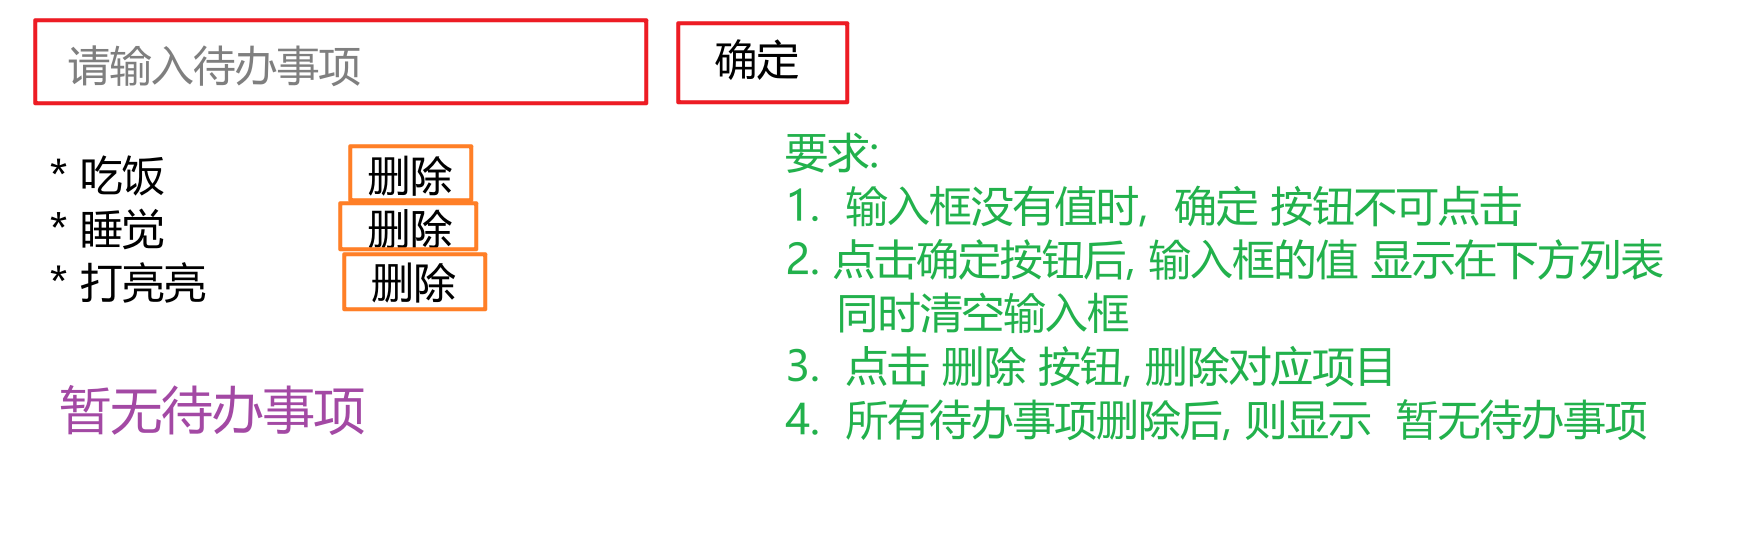 请输入待办事项 确定
* 吃饭 删除
* 睡觉 删除
* 打亮亮 删除
暂无待办事项
要求:
1. 输入框没有值时, 确定 按钮不可点击
2. 点击确定按钮后, 输入框的值 显示在下方列表
同时清空输入框
3. 点击 删除 按钮, 删除对应项目
4. 所有待办事项删除后, 则显示 暂无待办事项